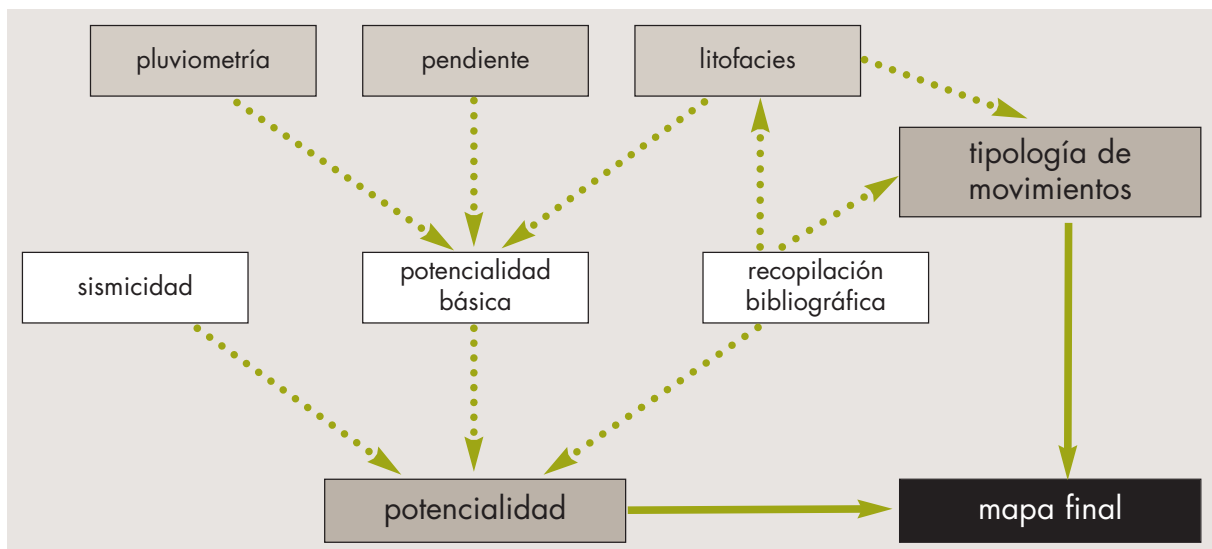 pluviometría
pendiente
litofacies
tipología de
movimientos
sismicidad
potencialidad
básica
recopilación
bibliográfica
potencialidad
mapa final